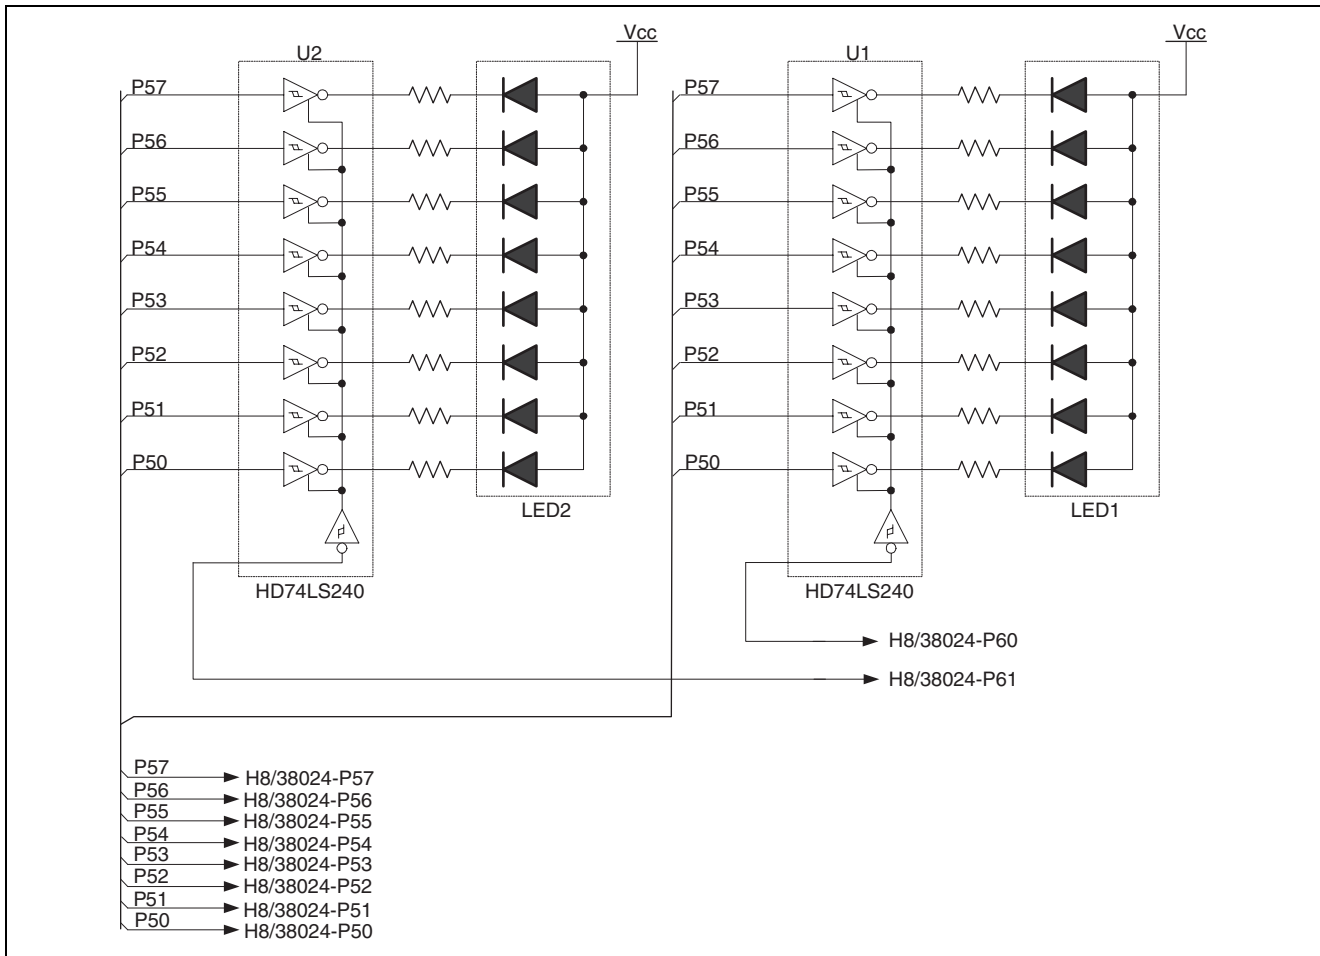 Vcc
Vcc
U2
U1
P57
P56
P55
P54
P53
P52
P51
P50
P57
P56
P55
P54
P53
P52
P51
P50
LED2
LED1
HD74LS240
HD74LS240
H8/38024-P60
H8/38024-P61
P57
H8/38024-P57
P56
H8/38024-P56
P55
H8/38024-P55
P54
H8/38024-P54
P53
H8/38024-P53
P52
H8/38024-P52
P51
H8/38024-P51
P50
H8/38024-P50